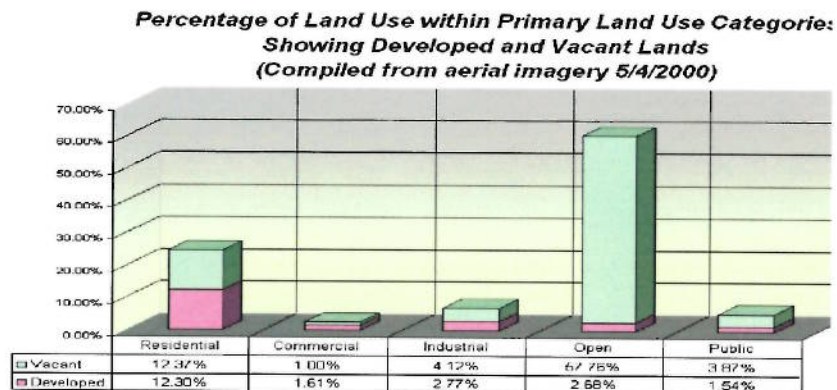 Percentage of Land Use within Primary Land Use Categories
Showing Developed and Vacant Lands
(Compiled from aerial imagery 5/4/2000)
70.00%
60.00%
50.00%
40.00%
30.00%
20.00%
10.00%
0.00%
Residential Commercial Industrial Open Public
Vacant 12.37% 1.00% 4.12% 57.76% 3.87%
Developed 12.30% 1.61% 2.77% 2.68% 1.54%